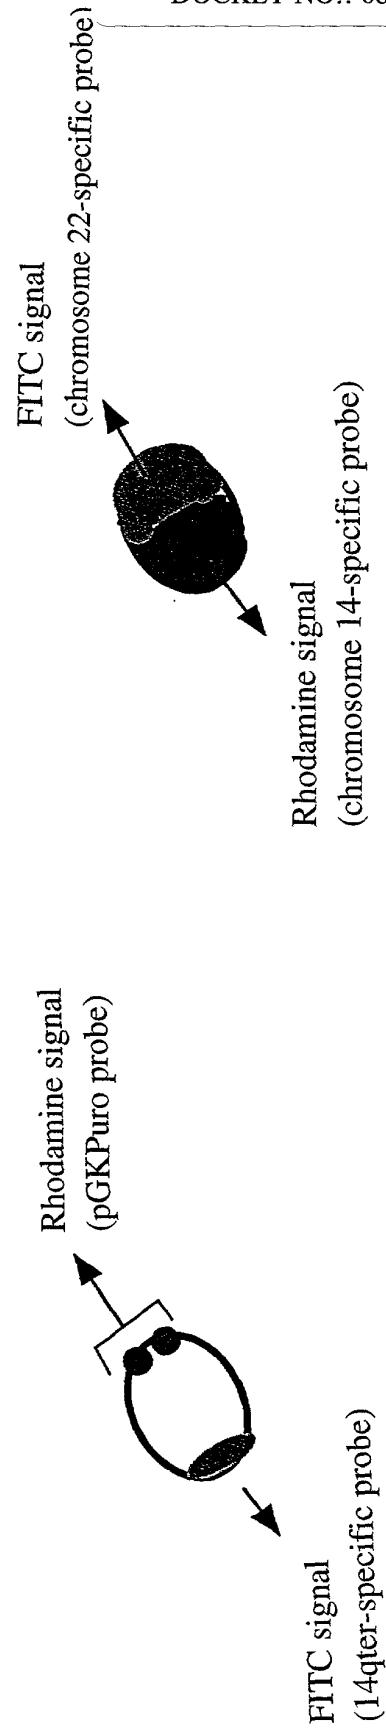 Rhodamine signal
(pGKPuro probe)
FITC signal
(14qter-specific probe)
FITC signal
(chromosome 22-specific probe)
Rhodamine signal
(chromosome 14-specific probe)